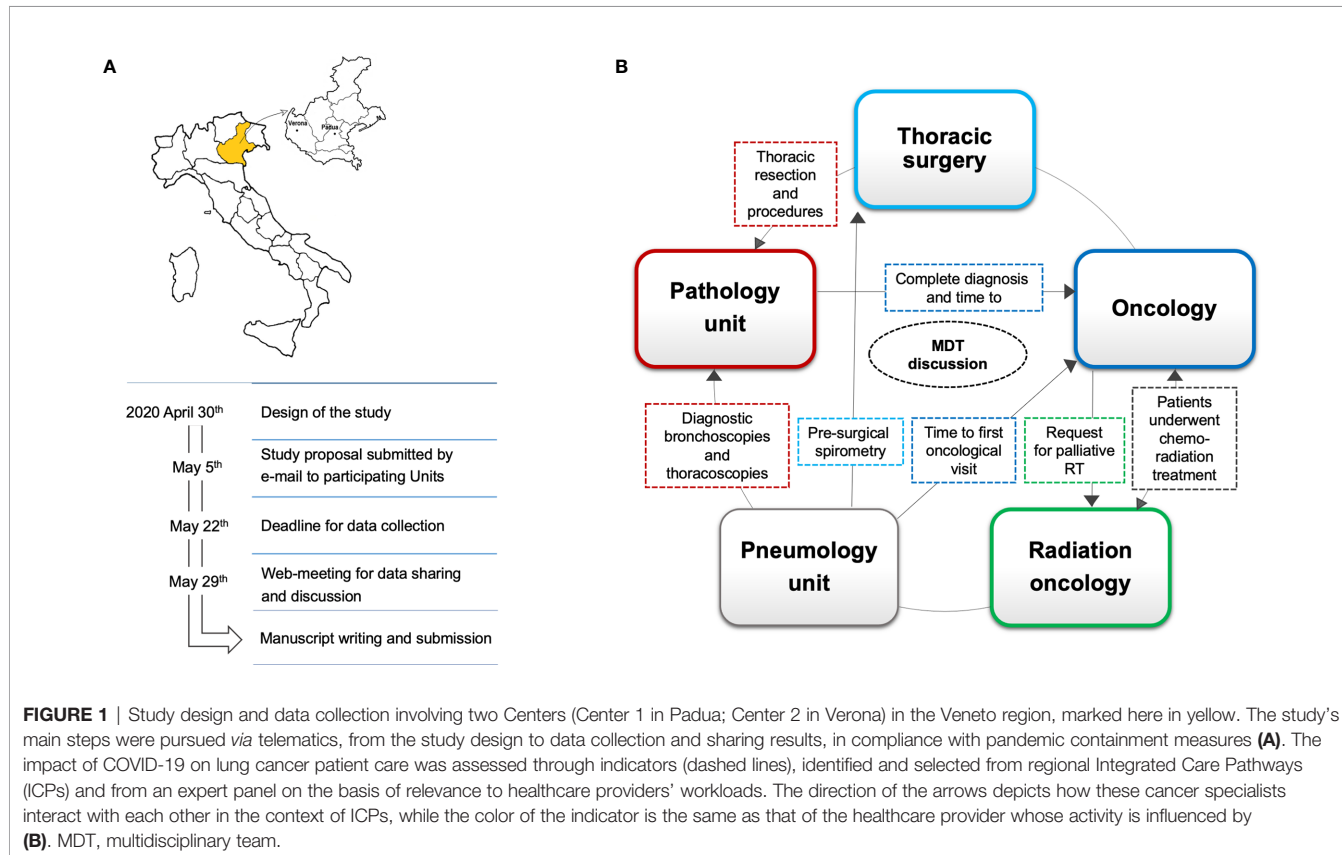 A
Verona
Padua
2020 April 30th
Design of the study
May 5th
Study proposal submitted by
e-mail to participating Units
May 22th
Deadline for data collection
May 29th
Web-meeting for data sharing
and discussion
Manuscript writing and submission
B
Thoracic
surgery
Thoracic
resection
and
procedures
Pathology
unit
Complete diagnosis
and time to
Oncology
MDT
discussion
Diagnostic
bronchoscopies
and
thoracoscopies
Pre-surgical
spirometry
Time to first
oncological
visit
Request
for palliative
RT
Patients
underwent
chemo-
radiation
treatment
Pneumology
unit
Radiation
oncology
FIGURE 1 | Study design and data collection involving two Centers (Center 1 in Padua; Center 2 in Verona) in the Veneto region, marked here in yellow. The study's
main steps were pursued via telematics, from the study design to data collection and sharing results, in compliance with pandemic containment measures (A). The
impact of COVID-19 on lung cancer patient care was assessed through indicators (dashed lines), identified and selected from regional Integrated Care Pathways
(ICPs) and from an expert panel on the basis of relevance to healthcare providers' workloads. The direction of the arrows depicts how these cancer specialists
interact with each other in the context of ICPs, while the color of the indicator is the same as that of the healthcare provider whose activity is influenced by
(B). MDT, multidisciplinary team.